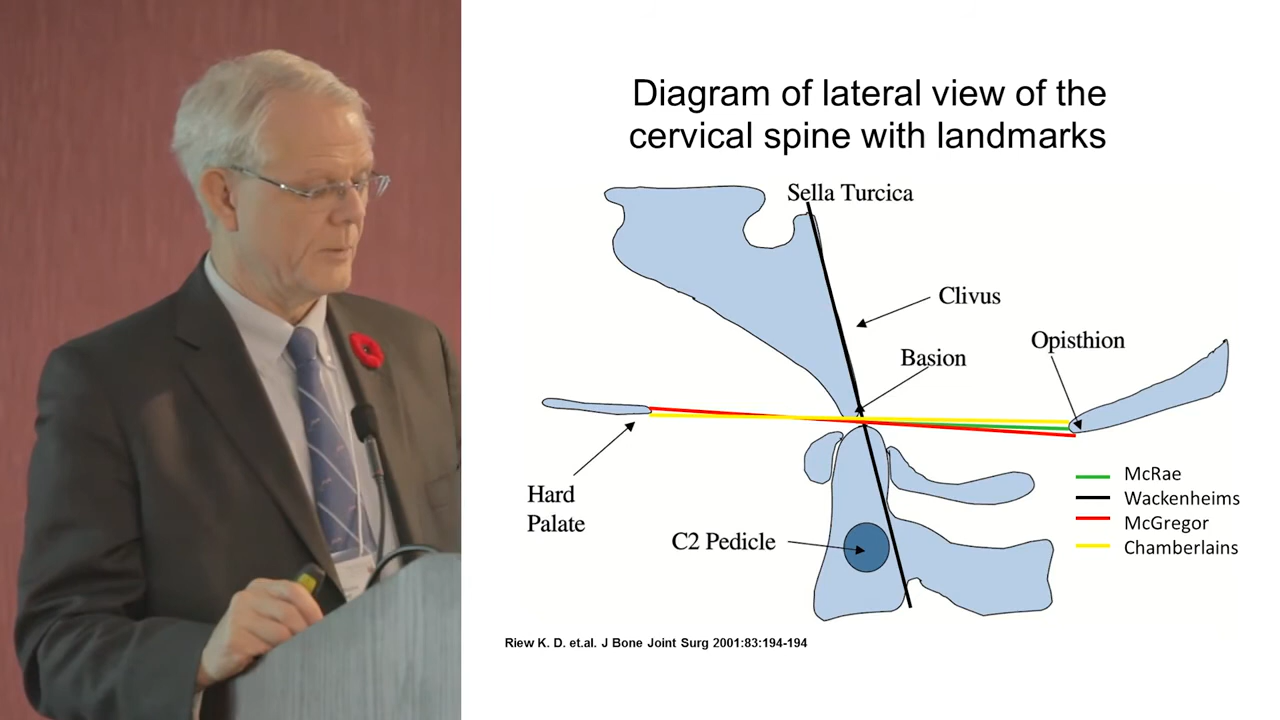 Diagram of lateral view of the
cervical spine with landmarks
Sella Turcica
Clivus
Opisthion
Basion
Hard
Palate
C2 Pedicle
McRae
Wackenheims
McGregor
Chamberlains
Riew K. D. et.al. J Bone Joint Surg 2001:83:194-194